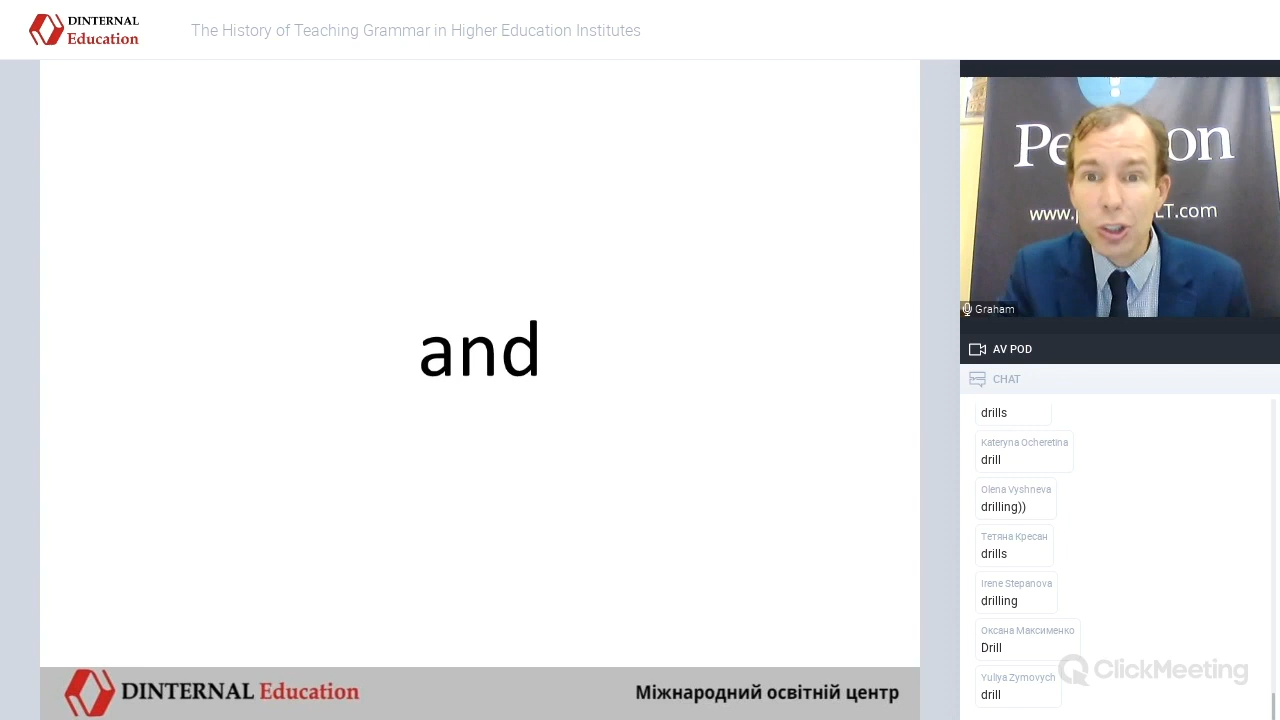 DINTERNAL
Education
The History of Teaching Grammar in Higher Education Institutes
and
DINTERNAL Education
Міжнародний освітній центр
Graham
AV POD
CHAT
drills
Kateryna Ocheretina
drill
Olena Vyshneva
drilling))
Тетяна Кресан
drills
Irene Stepanova
drilling
Оксана Максименко
Drill
Yuliya Zymovych
drill
ClickMeeting